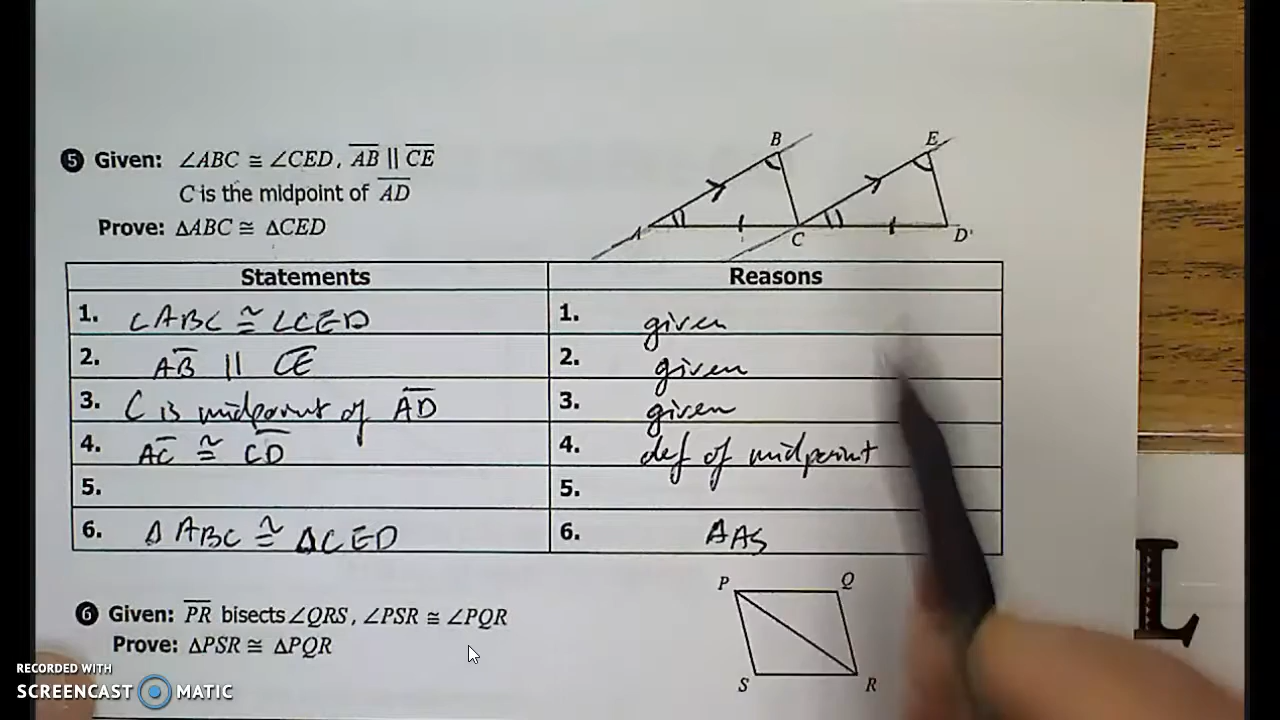 5 Given: ∠ABC ≅ ∠CED, AB || CE
C is the midpoint of AD
Prove: ΔABC ≅ ΔCED
B
E
A
C
D
Statements
Reasons
1. ∠ABC ≅ ∠CED
1. given
2. AB || CE
2. given
3. C is midpoint of AD
3. given
4. AC ≅ CD
4. def of midpoint
5.
5.
6. Δ ABC ≅ ΔCED
6. AAS
6 Given: PR bisects ∠QRS, ∠PSR ≅ ∠PQR
Prove: ΔPSR ≅ ΔPQR
P
Q
S
R
L
RECORDED WITH
SCREENCAST MATIC